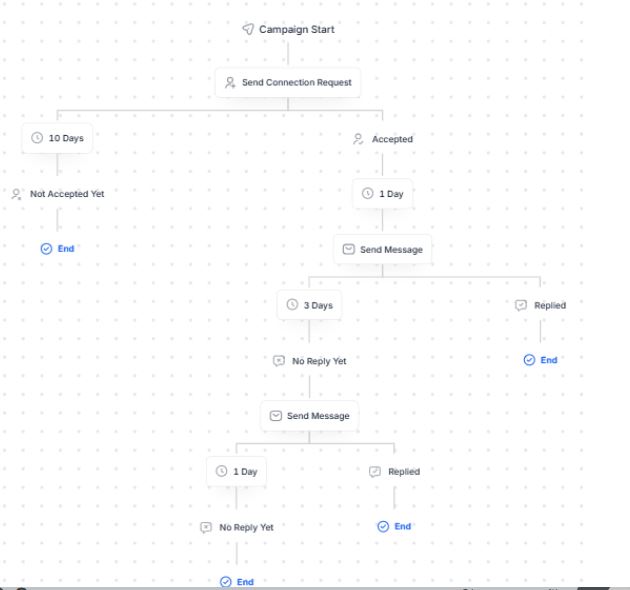 Campaign Start
Send Connection Request
10 Days
Accepted
Not Accepted Yet
1 Day
End
Send Message
3 Days
Replied
No Reply Yet
End
Send Message
1 Day
Replied
No Reply Yet
End
End